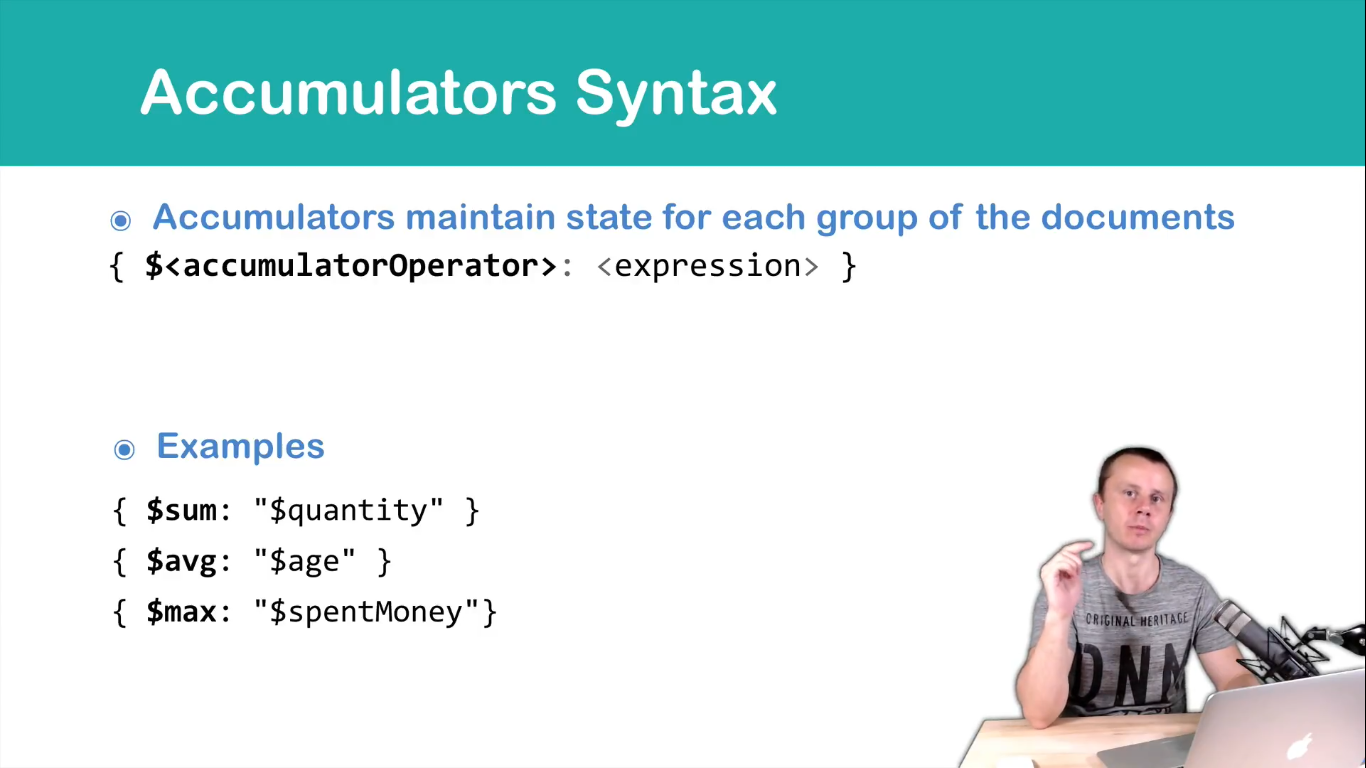 Accumulators Syntax
Accumulators maintain state for each group of the documents
{ $<accumulatorOperator>: <expression> }
Examples
{ $sum: "$quantity" }
{ $avg: "$age" }
{ $max: "$spentMoney"}
ORIGINAL HERITAGE